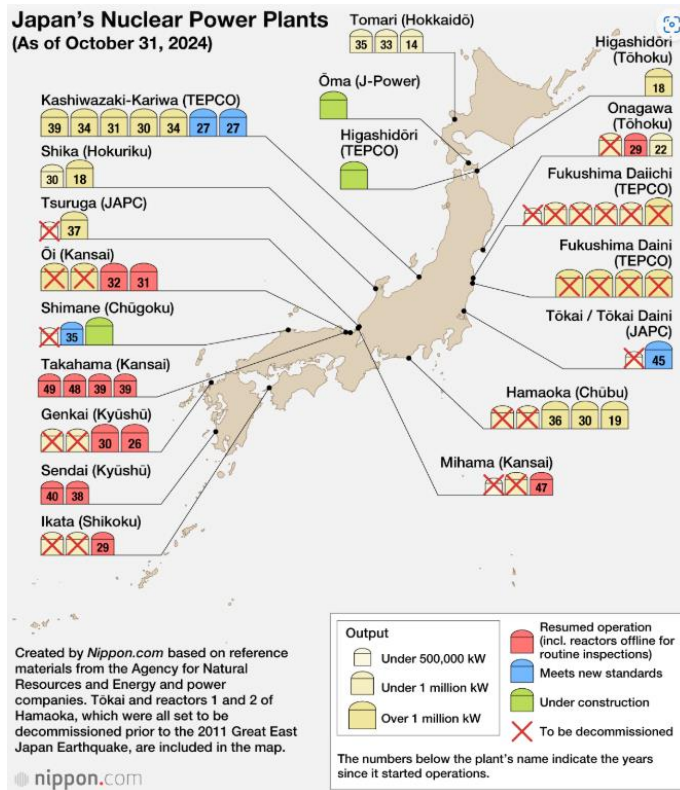 Japan's Nuclear Power Plants
(As of October 31, 2024)
Tomari (Hokkaidō)
35 33 14
Ōma (J-Power)
Higashidōri
(TEPCO)
Higashidōri
(Tōhoku)
18
Onagawa
(Tōhoku)
29 22
Fukushima Daiichi
(TEPCO)
Fukushima Daini
(TEPCO)
Tōkai / Tōkai Daini
(JAPC)
45
Hamaoka (Chūbu)
36 30 19
Mihama (Kansai)
47
Kashiwazaki-Kariwa (TEPCO)
39 34 31 30 34 27 27
Shika (Hokuriku)
30 18
Tsuruga (JAPC)
37
Ōi (Kansai)
32 31
Shimane (Chūgoku)
35
Takahama (Kansai)
49 48 39 39
Genkai (Kyūshū)
30 26
Sendai (Kyūshū)
40 38
Ikata (Shikoku)
29
Created by Nippon.com based on reference
materials from the Agency for Natural
Resources and Energy and power
companies. Tōkai and reactors 1 and 2 of
Hamaoka, which were all set to be
decommissioned prior to the 2011 Great East
Japan Earthquake, are included in the map.
nippon.com
Output
Under 500,000 kW
Under 1 million kW
Over 1 million kW
Resumed operation
(incl. reactors offline for
routine inspections)
Meets new standards
Under construction
To be decommissioned
The numbers below the plant's name indicate the years
since it started operations.